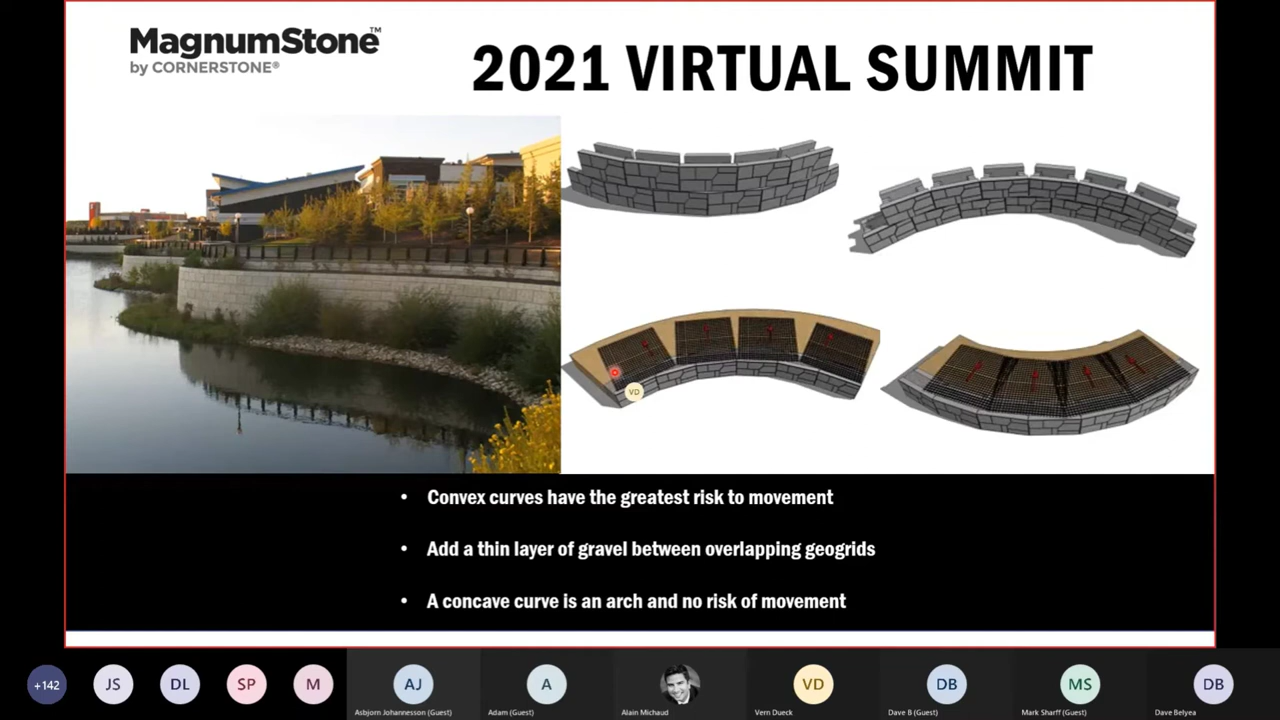 MagnumStone™
by CORNERSTONE®
2021 VIRTUAL SUMMIT
VD
• Convex curves have the greatest risk to movement
• Add a thin layer of gravel between overlapping geogrids
• A concave curve is an arch and no risk of movement
+142
JS
DL
SP
M
AJ
A
VD
DB
MS
DB
Asbjorn Johannesson (Guest)
Adam (Guest)
Alain Michaud
Vern Dueck
Dave B (Guest)
Mark Sharff (Guest)
Dave Belyea